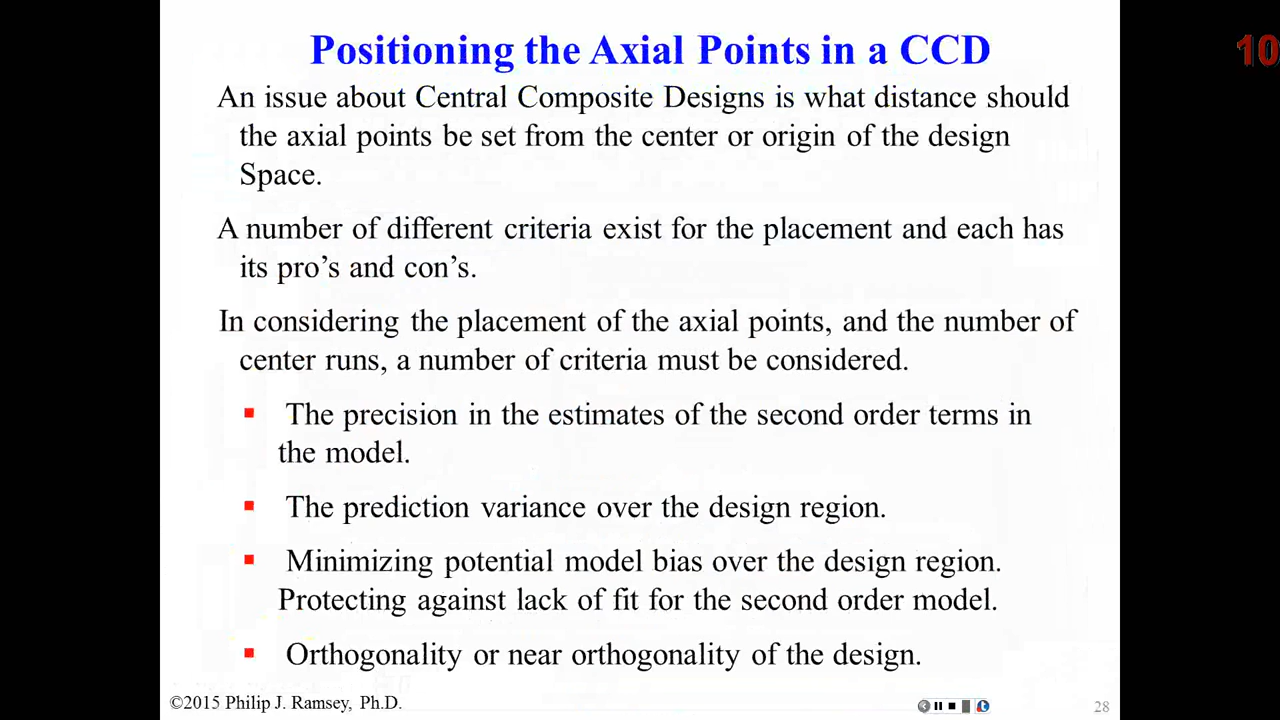 Positioning the Axial Points in a CCD
10
An issue about Central Composite Designs is what distance should
the axial points be set from the center or origin of the design
Space.
A number of different criteria exist for the placement and each has
its pro’s and con’s.
In considering the placement of the axial points, and the number of
center runs, a number of criteria must be considered.
The precision in the estimates of the second order terms in
the model.
The prediction variance over the design region.
Minimizing potential model bias over the design region.
Protecting against lack of fit for the second order model.
Orthogonality or near orthogonality of the design.
©2015 Philip J. Ramsey, Ph.D.
28